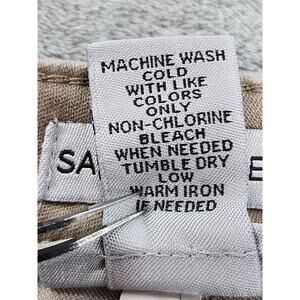 MACHINE WASH
COLD
WITH LIKE
COLORS
ONLY
NON-CHLORINE
BLEACH
WHEN NEEDED
TUMBLE DRY
LOW
WARM IRON
IF NEEDED
SA
E